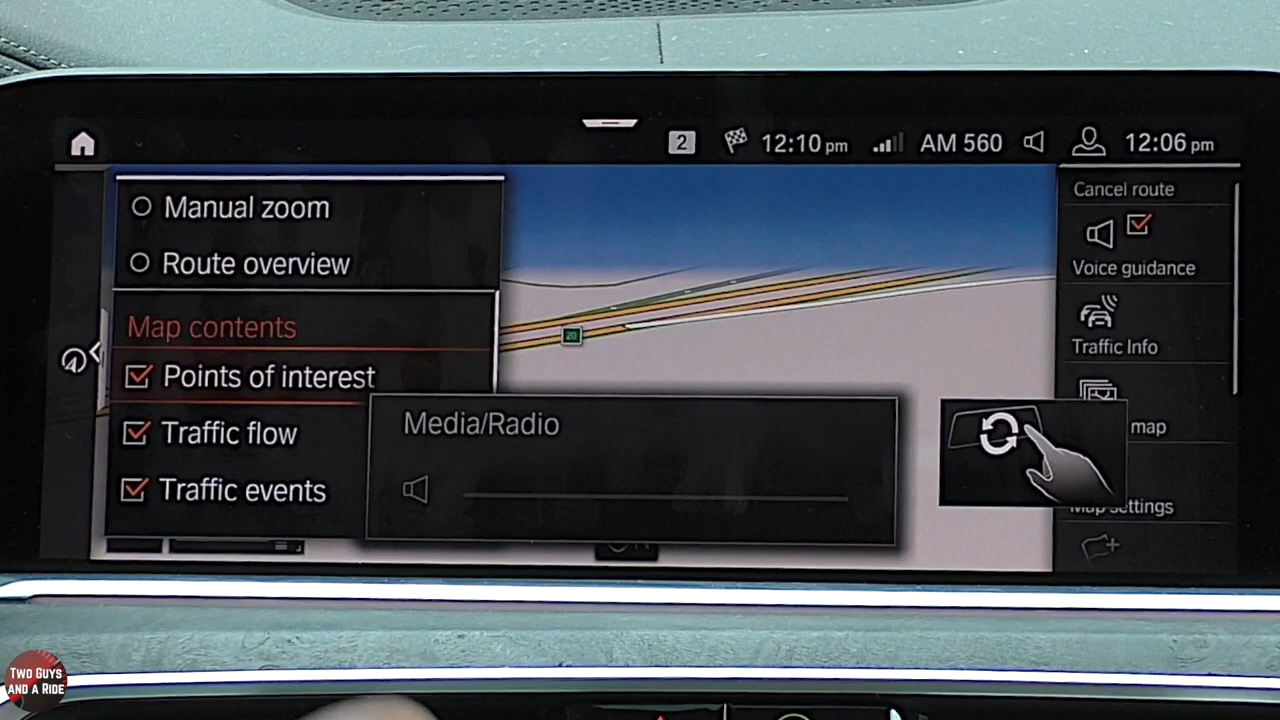 2
12:10 pm
AM 560
12:06 pm
Manual zoom
Route overview
Map contents
Points of interest
Traffic flow
Traffic events
20
Media/Radio
Cancel route
Voice guidance
Traffic Info
map
Map settings
TWO GUYS
AND A RIDE